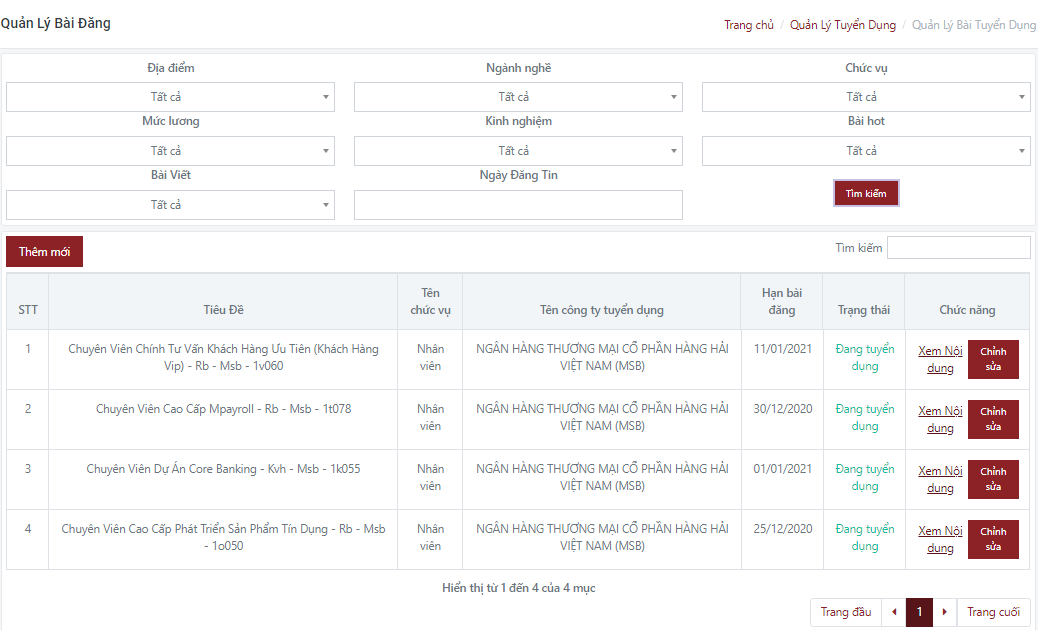 Quản Lý Bài Đăng
Trang chủ / Quản Lý Tuyển Dụng / Quản Lý Bài Tuyển Dụng
Địa điểm
Ngành nghề
Chức vụ
Tất cả
Tất cả
Tất cả
Mức lương
Kinh nghiệm
Bài hot
Tất cả
Tất cả
Tất cả
Bài Viết
Ngày Đăng Tin
Tất cả
Tìm kiếm
Thêm mới
Tìm kiếm
STT
Tiêu Đề
Tên
chức vụ
Tên công ty tuyển dụng
Hạn bài
đăng
Trạng thái
Chức năng
1
Chuyên Viên Chính Tư Vấn Khách Hàng Ưu Tiên (Khách Hàng
Vip) - Rb - Msb - 1v060
Nhân
viên
NGÂN HÀNG THƯƠNG MẠI CỔ PHẦN HÀNG HẢI
VIỆT NAM (MSB)
11/01/2021
Đang tuyển
dụng
Xem Nội
dung
Chỉnh
sửa
2
Chuyên Viên Cao Cấp Mpayroll - Rb - Msb - 1t078
Nhân
viên
NGÂN HÀNG THƯƠNG MẠI CỔ PHẦN HÀNG HẢI
VIỆT NAM (MSB)
30/12/2020
Đang tuyển
dụng
Xem Nội
dung
Chỉnh
sửa
3
Chuyên Viên Dự Án Core Banking - Kvh - Msb - 1k055
Nhân
viên
NGÂN HÀNG THƯƠNG MẠI CỔ PHẦN HÀNG HẢI
VIỆT NAM (MSB)
01/01/2021
Đang tuyển
dụng
Xem Nội
dung
Chỉnh
sửa
4
Chuyên Viên Cao Cấp Phát Triển Sản Phẩm Tín Dụng - Rb - Msb
- 1o050
Nhân
viên
NGÂN HÀNG THƯƠNG MẠI CỔ PHẦN HÀNG HẢI
VIỆT NAM (MSB)
25/12/2020
Đang tuyển
dụng
Xem Nội
dung
Chỉnh
sửa
Hiển thị từ 1 đến 4 của 4 mục
Trang đầu
1
Trang cuối